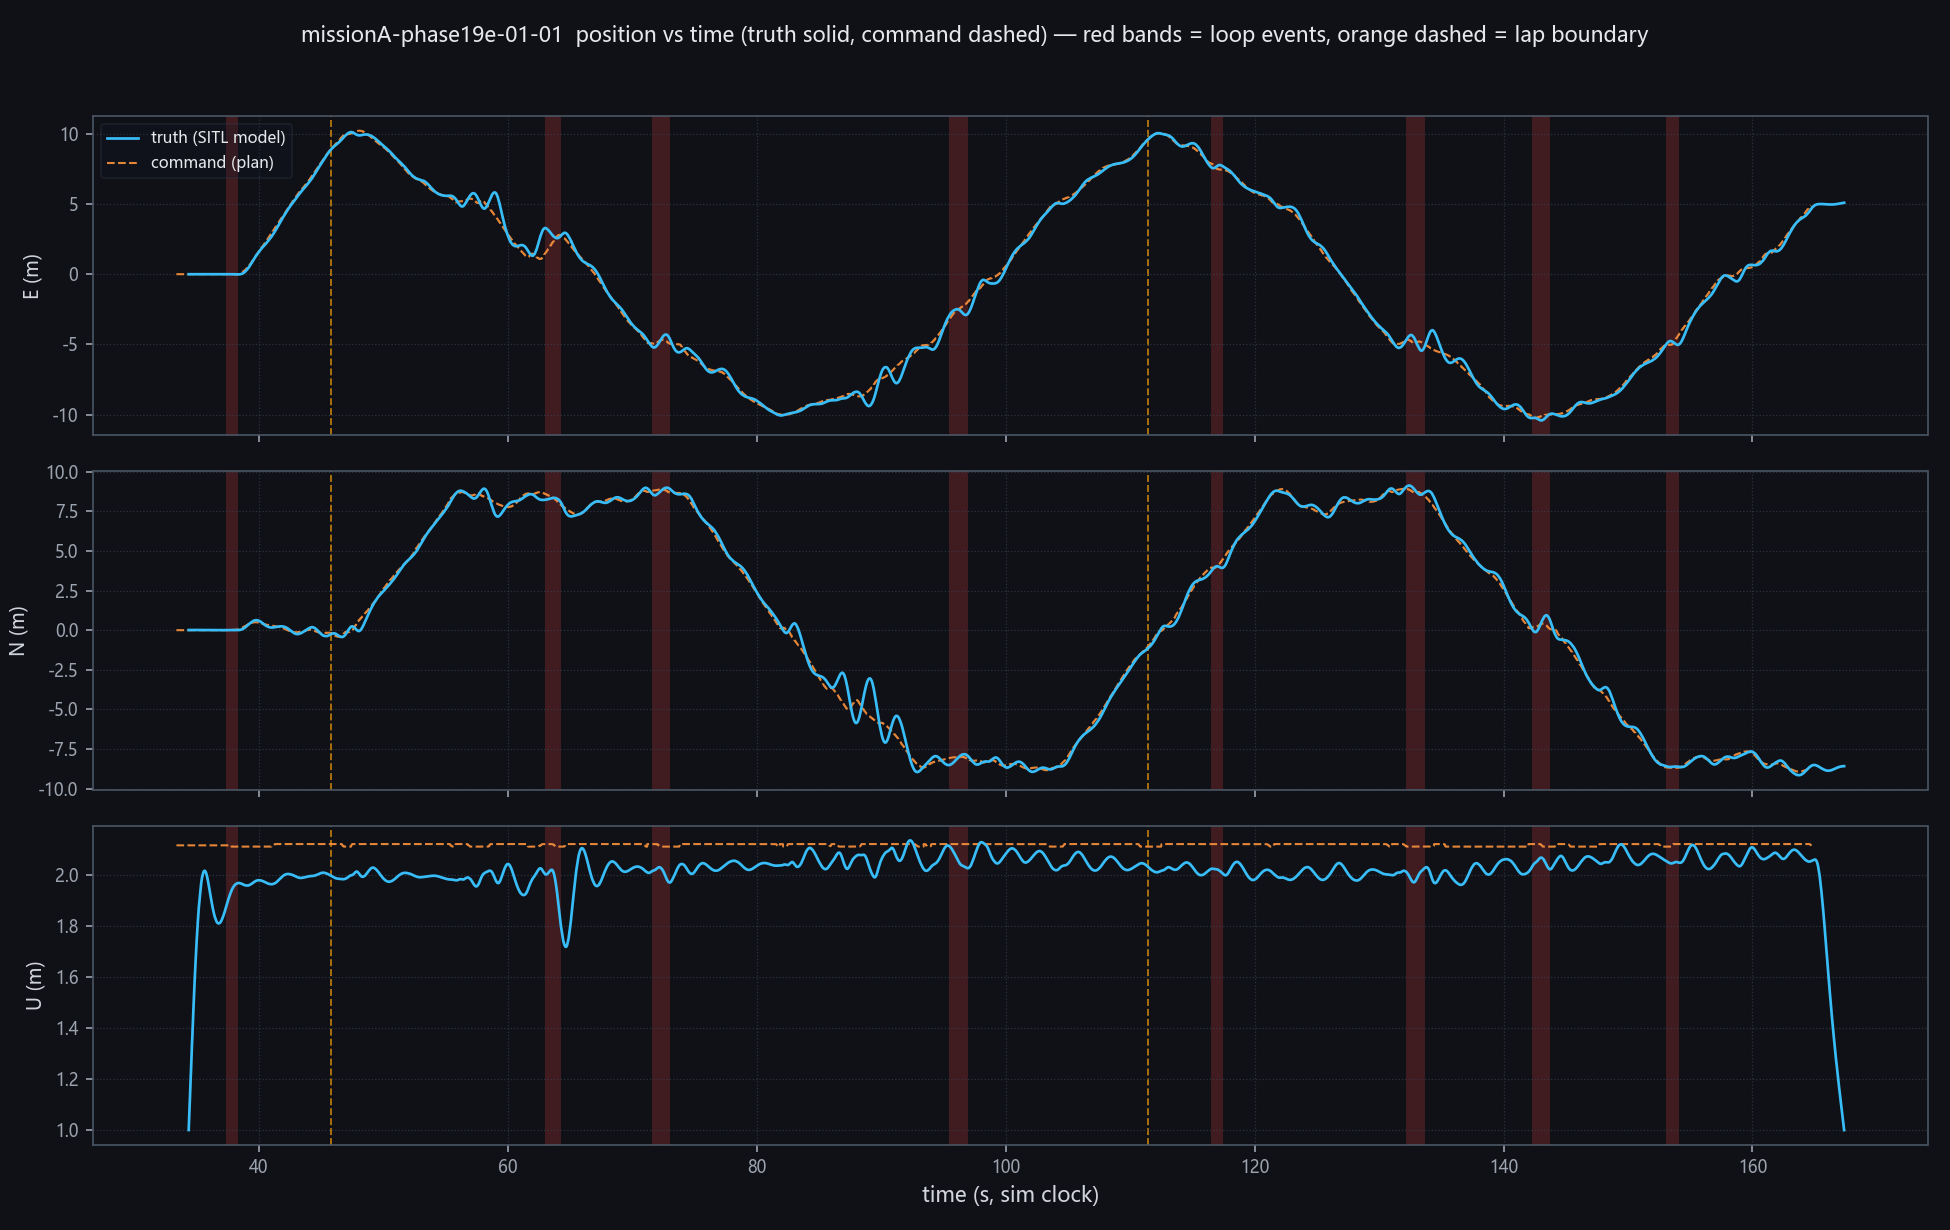 missionA-phase19e-01-01  position vs time (truth solid, command dashed) — red bands = loop events, orange dashed = lap boundary
truth (SITL model)
command (plan)
10
5
0
-5
-10
E (m)
10.0
7.5
5.0
2.5
0.0
-2.5
-5.0
-7.5
-10.0
N (m)
2.0
1.8
1.6
1.4
1.2
1.0
U (m)
40 60 80 100 120 140 160
time (s, sim clock)